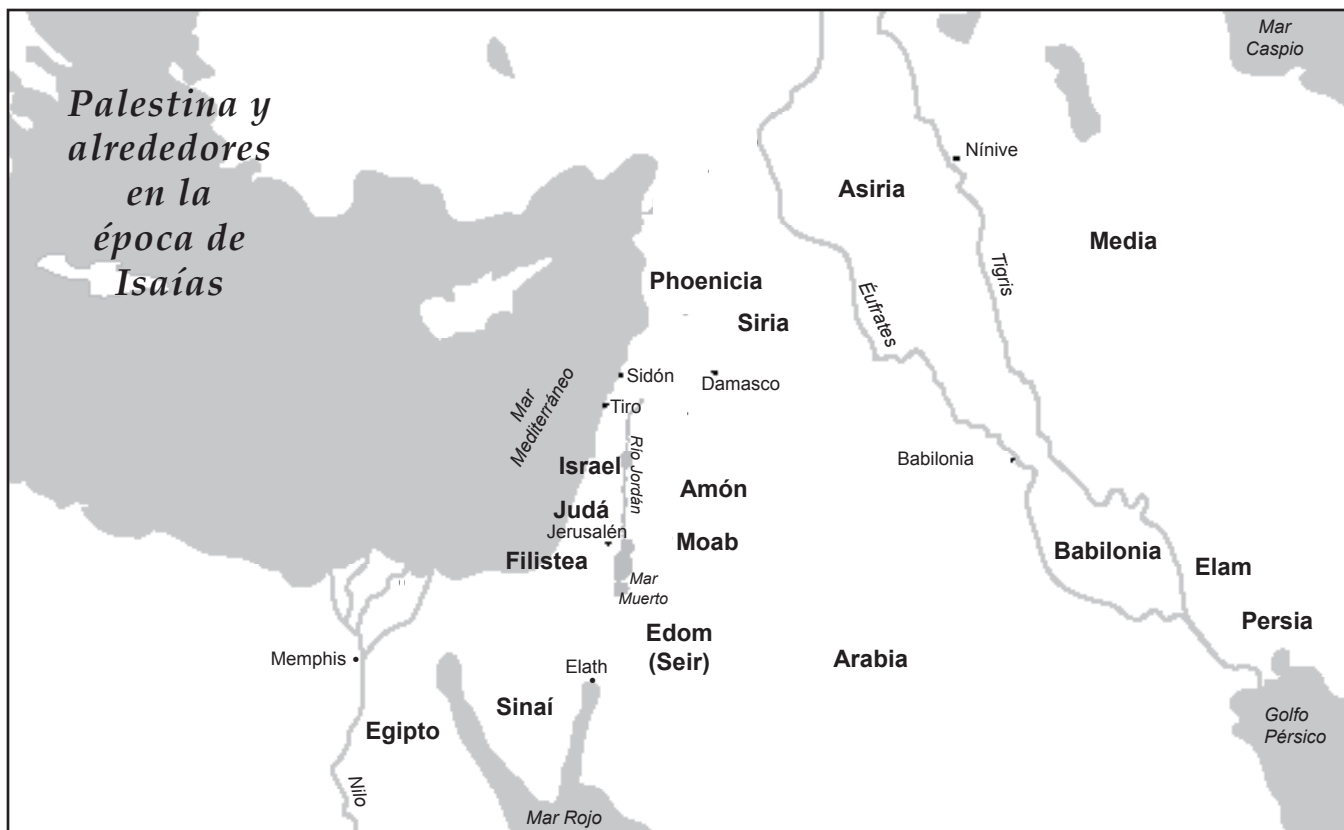 Palestina y
alrededores
en la
época de
Isaías
Mar
Caspio
Nínive
Asiria
Media
Tigris
Éufrates
Phoenicia
Siria
Sidón
Damasco
Mar
Mediterráneo
Tiro
Río Jordán
Israel
Babilonia
Amón
Judá
Jerusalén
Moab
Filistea
Babilonia
Elam
Mar
Muerto
Persia
Edom
(Seir)
Memphis
Elath
Arabia
Sinaí
Egipto
Golfo
Pérsico
Nilo
Mar Rojo